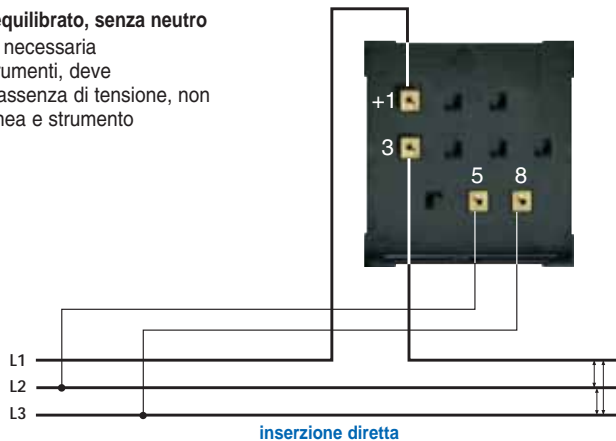 equilibrato, senza neutro
necessaria
rumenti, deve
assenza di tensione, non
nea e strumento
+1
3
5 8
L1
L2
L3
inserzione diretta